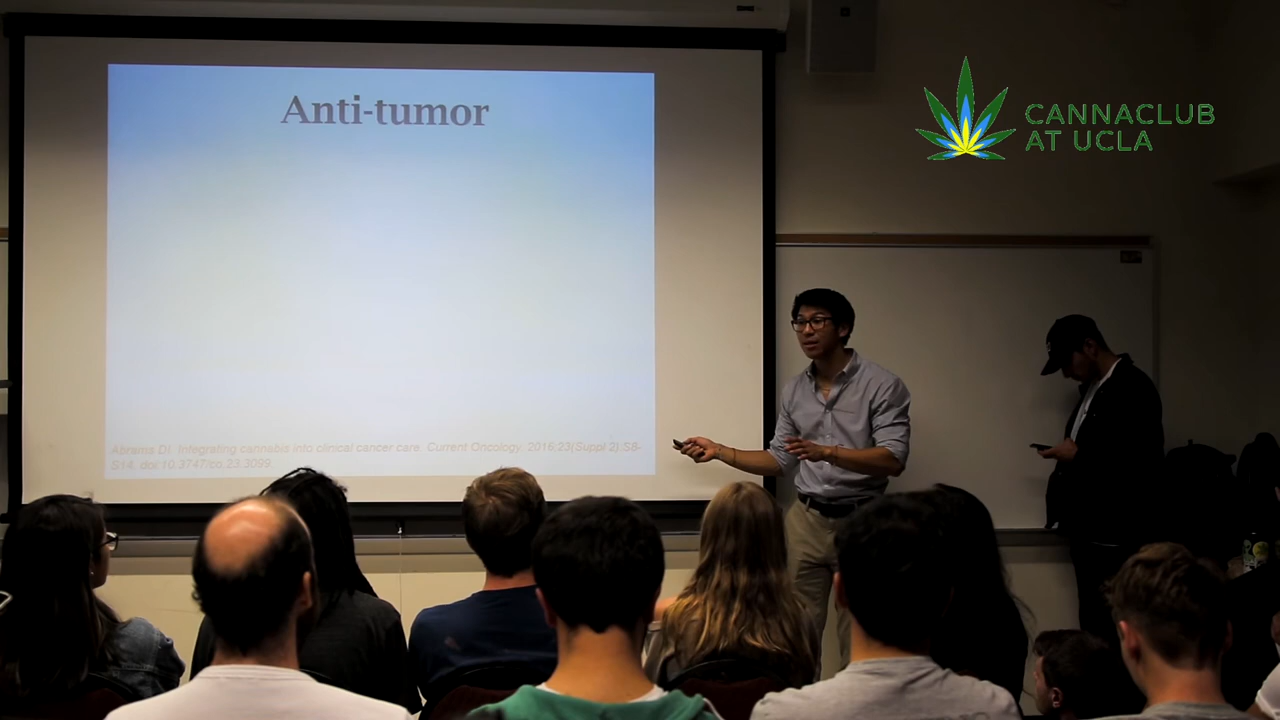 Anti-tumor
CANNACLUB
AT UCLA
Abrams DI. Integrating cannabis into clinical cancer care. Current Oncology. 2016;23(Suppl 2):S8-
S14. doi:10.3747/co.23.3099.